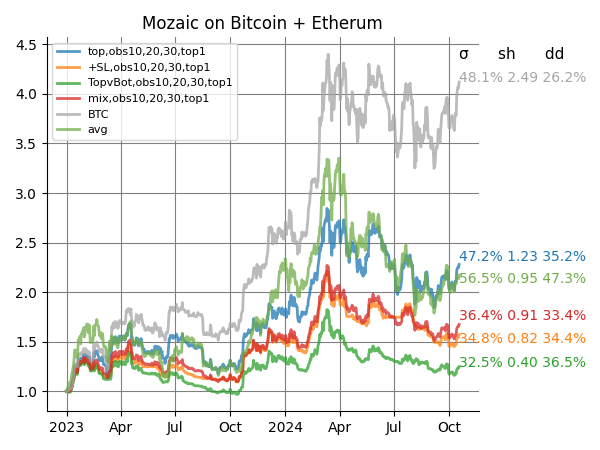 Mozaic on Bitcoin + Etherum
σ sh dd
top,obs10,20,30,top1
+SL,obs10,20,30,top1
TopvBot,obs10,20,30,top1
mix,obs10,20,30,top1
BTC
avg
48.1% 2.49 26.2%
47.2% 1.23 35.2%
56.5% 0.95 47.3%
36.4% 0.91 33.4%
34.8% 0.82 34.4%
32.5% 0.40 36.5%
4.5
4.0
3.5
3.0
2.5
2.0
1.5
1.0
2023 Apr Jul Oct 2024 Apr Jul Oct